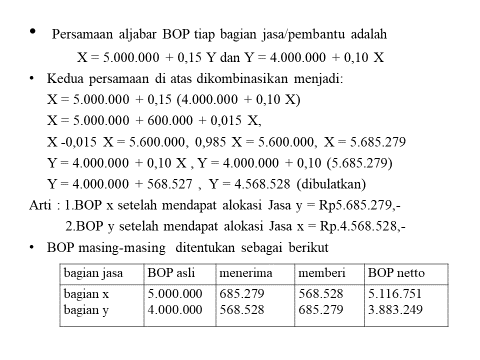 • Persamaan aljabar BOP tiap bagian jasa/pembantu adalah
X = 5.000.000 + 0,15 Y dan Y = 4.000.000 + 0,10 X
• Kedua persamaan di atas dikombinasikan menjadi:
X = 5.000.000 + 0,15 (4.000.000 + 0,10 X)
X = 5.000.000 + 600.000 + 0,015 X,
X -0,015 X = 5.600.000, 0,985 X = 5.600.000, X = 5.685.279
Y = 4.000.000 + 0,10 X , Y = 4.000.000 + 0,10 (5.685.279)
Y = 4.000.000 + 568.527 , Y = 4.568.528 (dibulatkan)
Arti : 1.BOP x setelah mendapat alokasi Jasa y = Rp5.685.279,-
2.BOP y setelah mendapat alokasi Jasa x = Rp.4.568.528,-
• BOP masing-masing ditentukan sebagai berikut
bagian jasa BOP asli menerima memberi BOP netto
bagian x 5.000.000 685.279 568.528 5.116.751
bagian y 4.000.000 568.528 685.279 3.883.249